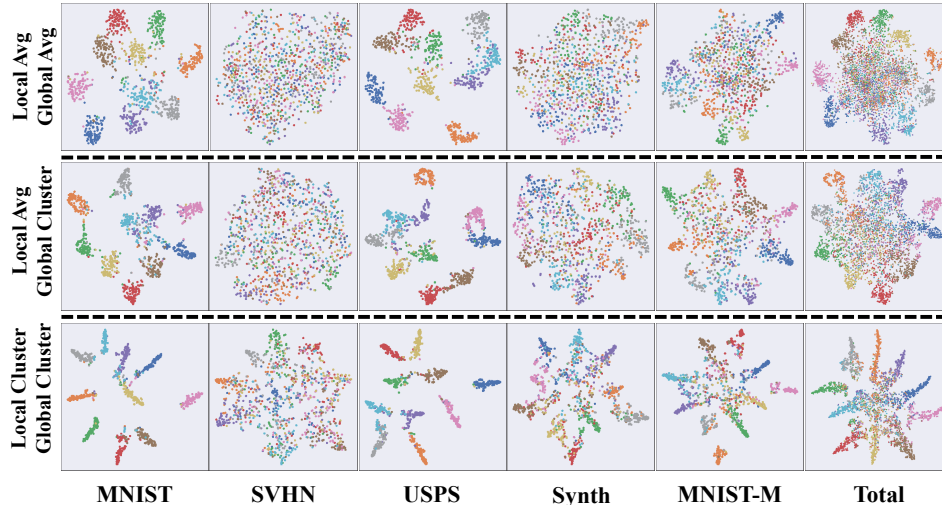 Local Avg
Global Avg
Local Avg
Global Cluster
Local Cluster
Global Cluster
MNIST
SVHN
USPS
Synth
MNIST-M
Total